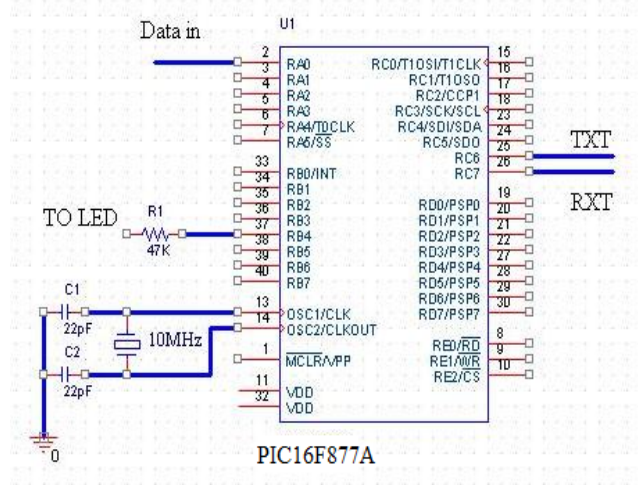 U1
Data in
2 RA0 RC0/T1OSI/T1CLK 15
3 RA1 RC1/T1OSO 16
4 RA2 RC2/CCP1 17
5 RA3 RC3/SCK/SCL 18
6 RA4/T0CLK RC4/SDI/SDA 23
7 RA5/SS RC5/SDO 24
RC6 25 TXT
RC7 26
33 RB0/INT
34 RB1 RD0/PSP0 19 RXT
35 RB2 RD1/PSP1 20
36 RB3 RD2/PSP2 21
TO LED R1 47K 37 RB4 RD3/PSP3 22
38 RB5 RD4/PSP4 27
39 RB6 RD5/PSP5 28
40 RB7 RD6/PSP6 29
RD7/PSP7 30
C1 22pF 13 OSC1/CLK
14 OSC2/CLKOUT RE0/RD 8
10MHz RE1/WR 9
C2 22pF 1 MCLR/VPP RE2/CS 10
11 VDD
32 VDD
0
PIC16F877A